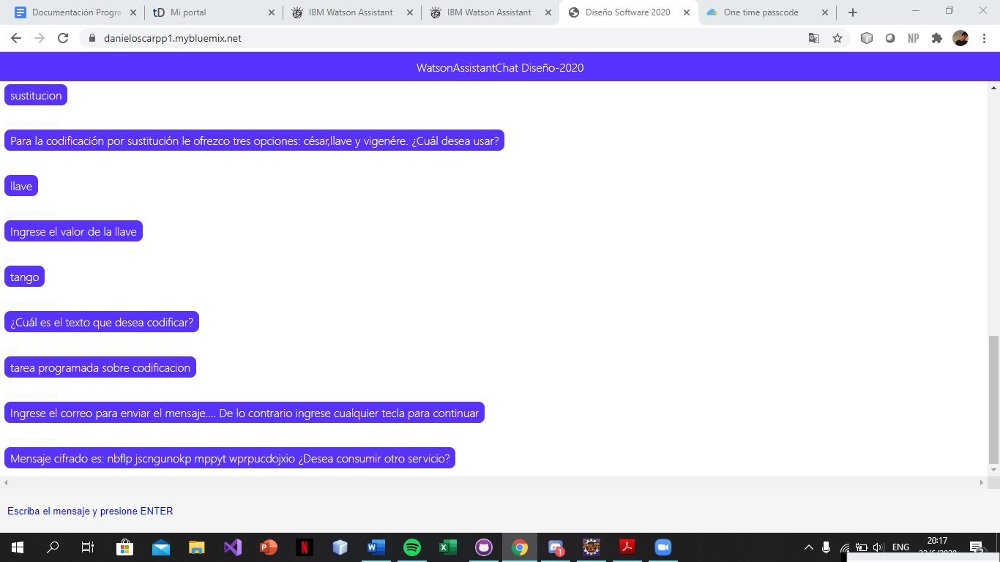 Documentación Progra
Mi portal
IBM Watson Assistant
IBM Watson Assistant
Diseño Software 2020
One time passcode
danieloscarpp1.mybluemix.net
NP
WatsonAssistantChat Diseño-2020
sustitucion
WatsonAssistant
Para la codificación por sustitución le ofrezco tres opciones: césar,llave y vigenére. ¿Cuál desea usar?
llave
WatsonAssistant
Ingrese el valor de la llave
tango
WatsonAssistant
¿Cuál es el texto que desea codificar?
tarea programada sobre codificacion
WatsonAssistant
Ingrese el correo para enviar el mensaje.... De lo contrario ingrese cualquier tecla para continuar
WatsonAssistant
Mensaje cifrado es: nbflp jscngunokp mppyt wprpucdojxio ¿Desea consumir otro servicio?
Escriba el mensaje y presione ENTER
ENG
20:17